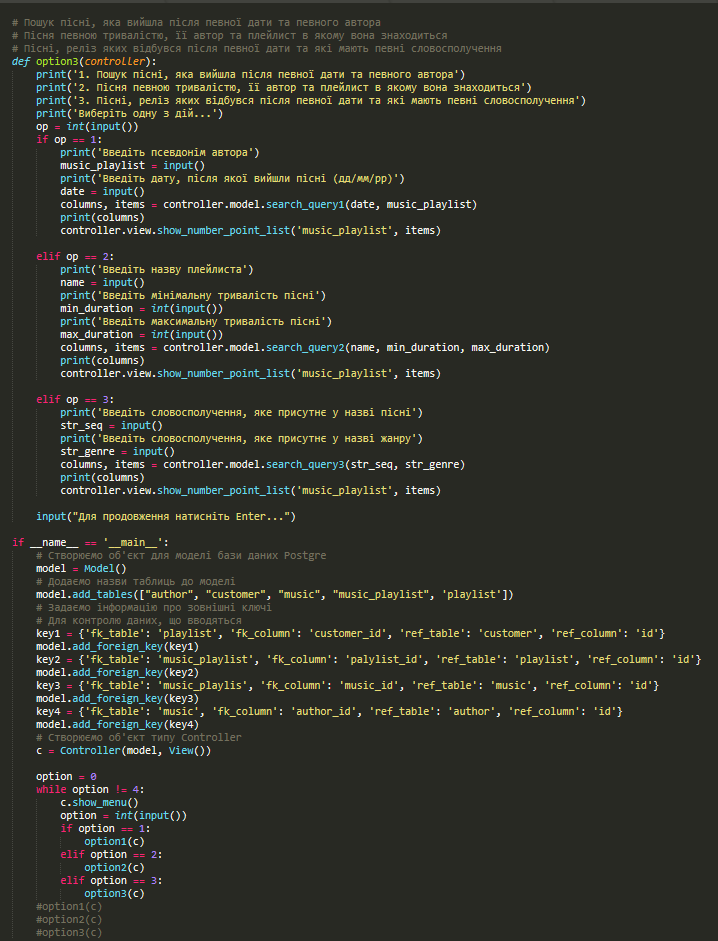 # Пошук пісні, яка вийшла після певної дати та певного автора
# Пісня певною тривалістю, її автор та плейлист в якому вона знаходиться
# Пісні, реліз яких відбувся після певної дати та які мають певні словосполучення
def option3(controller):
    print('1. Пошук пісні, яка вийшла після певної дати та певного автора')
    print('2. Пісня певною тривалістю, її автор та плейлист в якому вона знаходиться')
    print('3. Пісні, реліз яких відбувся після певної дати та які мають певні словосполучення')
    print('Виберіть одну з дій...')
    op = int(input())
    if op == 1:
        print('Введіть псевдонім автора')
        music_playlist = input()
        print('Введіть дату, після якої вийшли пісні (дд/мм/рр)')
        date = input()
        columns, items = controller.model.search_query1(date, music_playlist)
        print(columns)
        controller.view.show_number_point_list('music_playlist', items)

    elif op == 2:
        print('Введіть назву плейлиста')
        name = input()
        print('Введіть мінімальну тривалість пісні')
        min_duration = int(input())
        print('Введіть максимальну тривалість пісні')
        max_duration = int(input())
        columns, items = controller.model.search_query2(name, min_duration, max_duration)
        print(columns)
        controller.view.show_number_point_list('music_playlist', items)

    elif op == 3:
        print('Введіть словосполучення, яке присутнє у назві пісні')
        str_seq = input()
        print('Введіть словосполучення, яке присутнє у назві жанру')
        str_genre = input()
        columns, items = controller.model.search_query3(str_seq, str_genre)
        print(columns)
        controller.view.show_number_point_list('music_playlist', items)

    input("Для продовження натисніть Enter...")

if __name__ == '__main__':
    # Створюємо об'єкт для моделі бази даних Postgre
    model = Model()
    # Додаємо назви таблиць до моделі
    model.add_tables(["author", "customer", "music", "music_playlist", 'playlist'])
    # Задаємо інформацію про зовнішні ключі
    # Для контролю даних, що вводяться
    key1 = {'fk_table': 'playlist', 'fk_column': 'customer_id', 'ref_table': 'customer', 'ref_column': 'id'}
    model.add_foreign_key(key1)
    key2 = {'fk_table': 'music_playlist', 'fk_column': 'palylist_id', 'ref_table': 'playlist', 'ref_column': 'id'}
    model.add_foreign_key(key2)
    key3 = {'fk_table': 'music_playlis', 'fk_column': 'music_id', 'ref_table': 'music', 'ref_column': 'id'}
    model.add_foreign_key(key3)
    key4 = {'fk_table': 'music', 'fk_column': 'author_id', 'ref_table': 'author', 'ref_column': 'id'}
    model.add_foreign_key(key4)
    # Створюємо об'єкт типу Controller
    c = Controller(model, View())

    option = 0
    while option != 4:
        c.show_menu()
        option = int(input())
        if option == 1:
            option1(c)
        elif option == 2:
            option2(c)
        elif option == 3:
            option3(c)
    #option1(c)
    #option2(c)
    #option3(c)